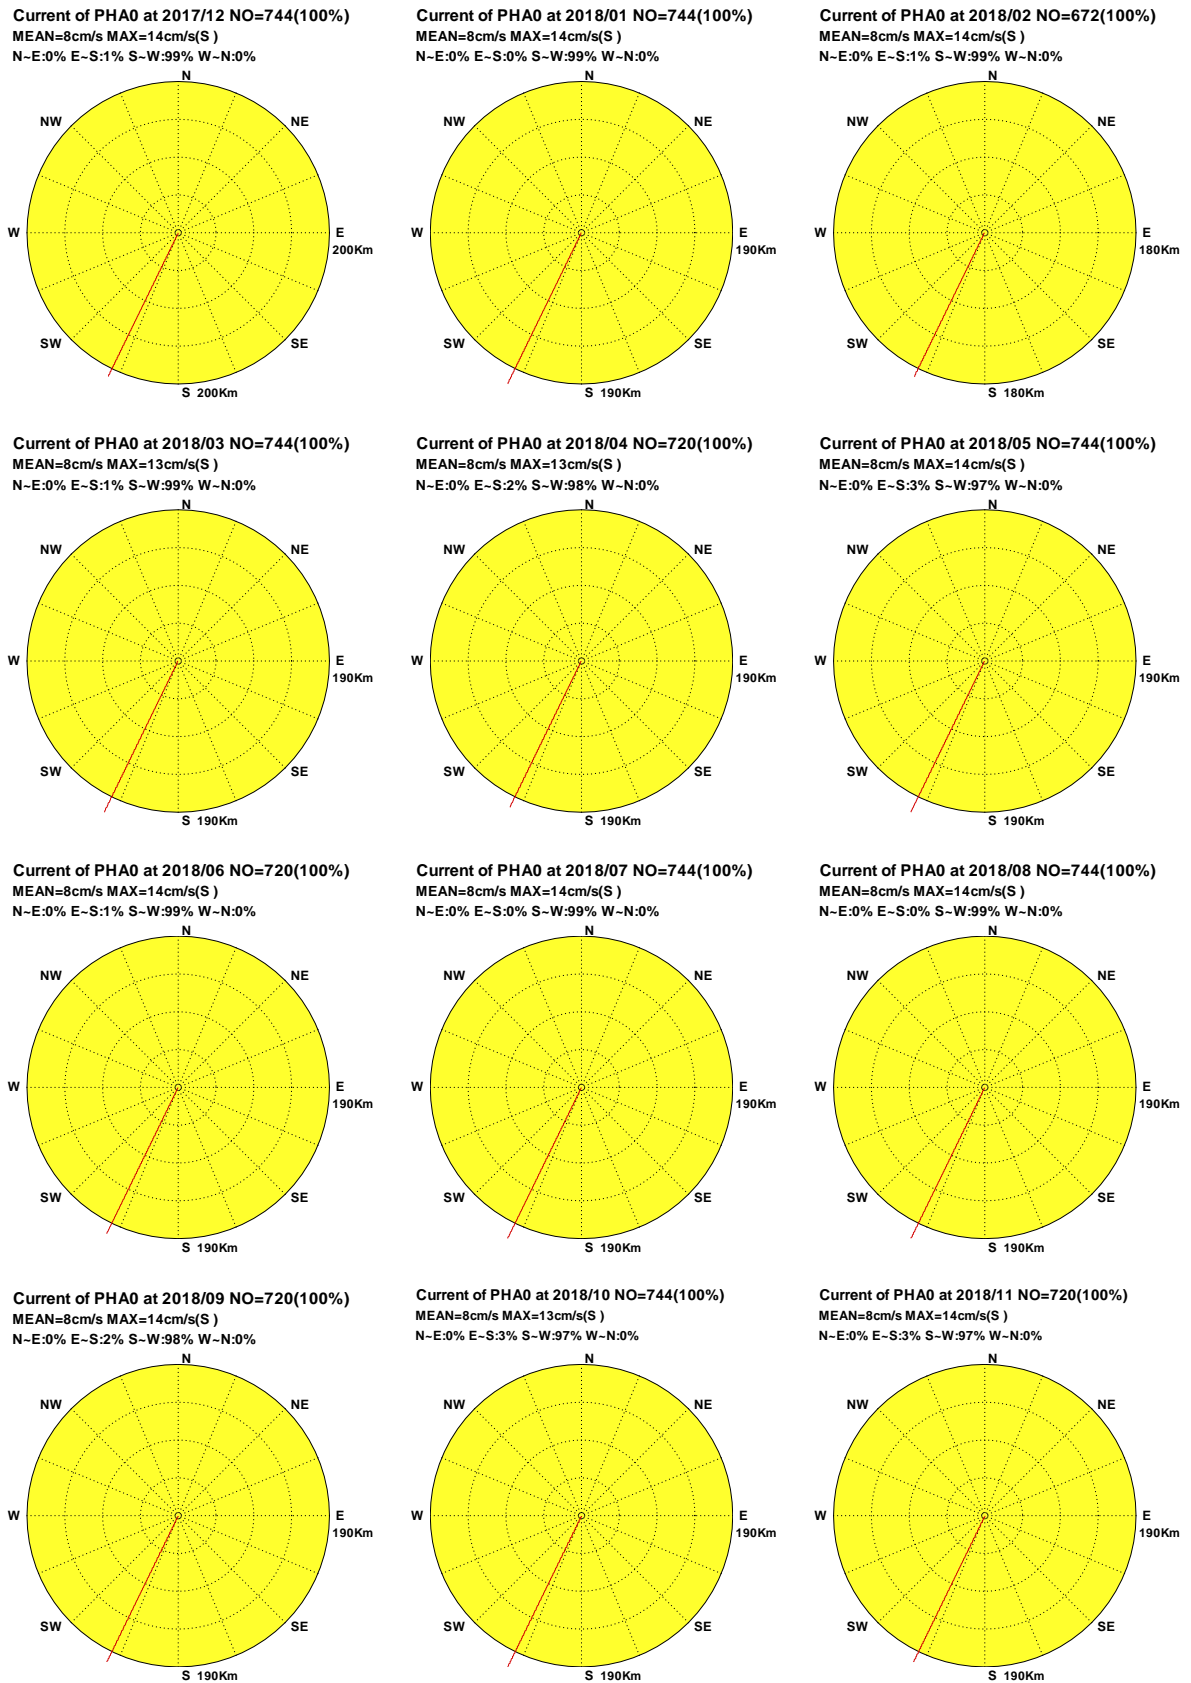 Current of PHA0 at 2017/12 NO=744(100%)
MEAN=8cm/s MAX=14cm/s(S )
N~E:0% E~S:1% S~W:99% W~N:0%
N
NW
NE
W
E
200Km
SW
SE
S 200Km
Current of PHA0 at 2018/01 NO=744(100%)
MEAN=8cm/s MAX=14cm/s(S )
N~E:0% E~S:0% S~W:99% W~N:0%
N
NW
NE
W
E
190Km
SW
SE
S 190Km
Current of PHA0 at 2018/02 NO=672(100%)
MEAN=8cm/s MAX=14cm/s(S )
N~E:0% E~S:1% S~W:99% W~N:0%
N
NW
NE
W
E
180Km
SW
SE
S 180Km
Current of PHA0 at 2018/03 NO=744(100%)
MEAN=8cm/s MAX=13cm/s(S )
N~E:0% E~S:1% S~W:99% W~N:0%
N
NW
NE
W
E
190Km
SW
SE
S 190Km
Current of PHA0 at 2018/04 NO=720(100%)
MEAN=8cm/s MAX=13cm/s(S )
N~E:0% E~S:2% S~W:98% W~N:0%
N
NW
NE
W
E
190Km
SW
SE
S 190Km
Current of PHA0 at 2018/05 NO=744(100%)
MEAN=8cm/s MAX=14cm/s(S )
N~E:0% E~S:3% S~W:97% W~N:0%
N
NW
NE
W
E
190Km
SW
SE
S 190Km
Current of PHA0 at 2018/06 NO=720(100%)
MEAN=8cm/s MAX=14cm/s(S )
N~E:0% E~S:1% S~W:99% W~N:0%
N
NW
NE
W
E
190Km
SW
SE
S 190Km
Current of PHA0 at 2018/07 NO=744(100%)
MEAN=8cm/s MAX=14cm/s(S )
N~E:0% E~S:0% S~W:99% W~N:0%
N
NW
NE
W
E
190Km
SW
SE
S 190Km
Current of PHA0 at 2018/08 NO=744(100%)
MEAN=8cm/s MAX=14cm/s(S )
N~E:0% E~S:0% S~W:99% W~N:0%
N
NW
NE
W
E
190Km
SW
SE
S 190Km
Current of PHA0 at 2018/09 NO=720(100%)
MEAN=8cm/s MAX=14cm/s(S )
N~E:0% E~S:2% S~W:98% W~N:0%
N
NW
NE
W
E
190Km
SW
SE
S 190Km
Current of PHA0 at 2018/10 NO=744(100%)
MEAN=8cm/s MAX=13cm/s(S )
N~E:0% E~S:3% S~W:97% W~N:0%
N
NW
NE
W
E
190Km
SW
SE
S 190Km
Current of PHA0 at 2018/11 NO=720(100%)
MEAN=8cm/s MAX=14cm/s(S )
N~E:0% E~S:3% S~W:97% W~N:0%
N
NW
NE
W
E
190Km
SW
SE
S 190Km